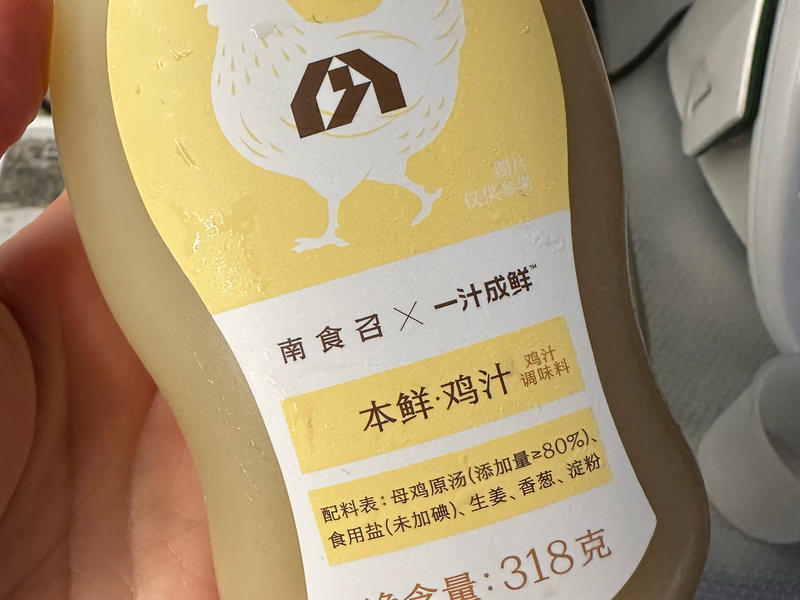 图片
仅供参考
南食召×一汁成鲜™
本鲜·鸡汁
鸡汁
调味料
配料表：母鸡原汤(添加量≥80%)、
食用盐(未加碘)、生姜、香葱、淀粉
净含量：318克